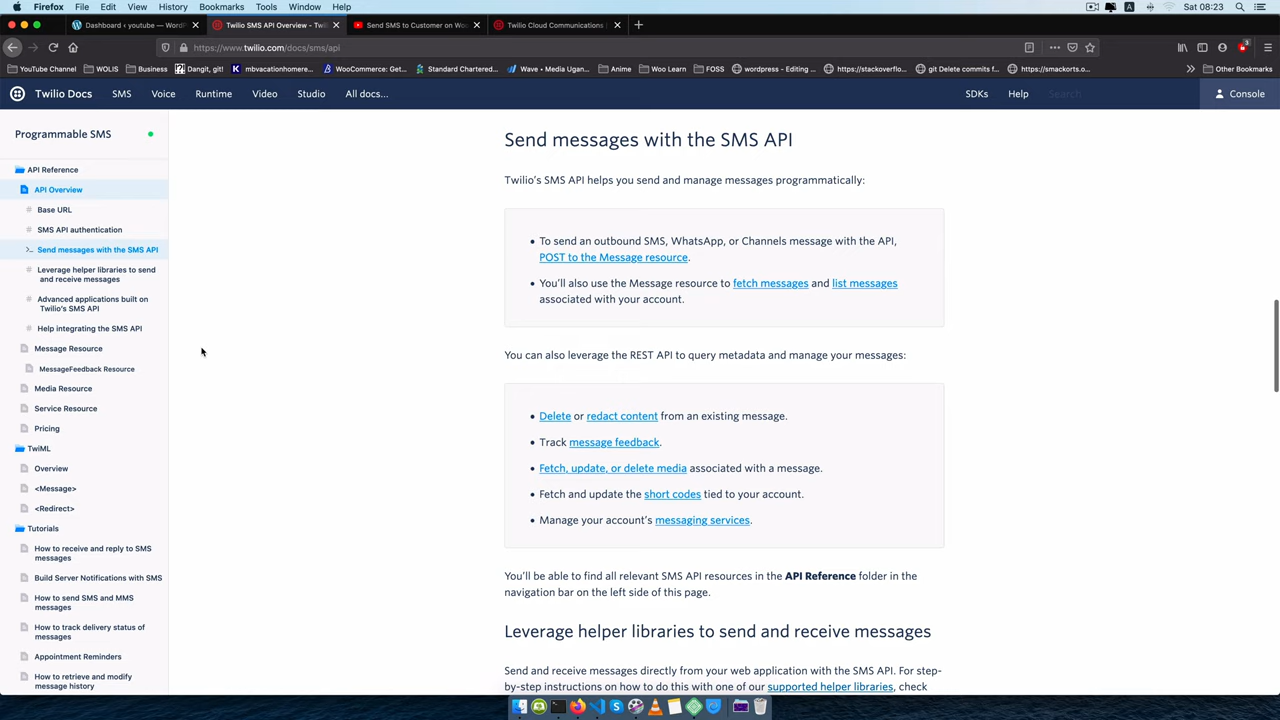 Firefox File Edit View History Bookmarks Tools Window Help
Sat 08:23
Dashboard ‹ youtube — WordP
Twilio SMS API Overview - Twili
Send SMS to Customer on Woo
Twilio Cloud Communications |
https://www.twilio.com/docs/sms/api
YouTube Channel
WOLIS
Business
Dangit, git!
mbvacationhomere...
WooCommerce: Get...
Standard Chartered...
Wave • Media Ugan...
Anime
Woo Learn
FOSS
wordpress - Editing ...
https://stackoverflo...
git Delete commits f...
https://smackorts.o...
Other Bookmarks
Twilio Docs
SMS
Voice
Runtime
Video
Studio
All docs...
SDKs
Help
Search
Console
Programmable SMS
API Reference
API Overview
# Base URL
# SMS API authentication
>_ Send messages with the SMS API
# Leverage helper libraries to send
and receive messages
# Advanced applications built on
Twilio's SMS API
# Help integrating the SMS API
Message Resource
MessageFeedback Resource
Media Resource
Service Resource
Pricing
TwiML
Overview
<Message>
<Redirect>
Tutorials
How to receive and reply to SMS
messages
Build Server Notifications with SMS
How to send SMS and MMS
messages
How to track delivery status of
messages
Appointment Reminders
How to retrieve and modify
message history
Send messages with the SMS API
Twilio's SMS API helps you send and manage messages programmatically:
• To send an outbound SMS, WhatsApp, or Channels message with the API,
POST to the Message resource.
• You'll also use the Message resource to fetch messages and list messages
associated with your account.
You can also leverage the REST API to query metadata and manage your messages:
• Delete or redact content from an existing message.
• Track message feedback.
• Fetch, update, or delete media associated with a message.
• Fetch and update the short codes tied to your account.
• Manage your account's messaging services.
You'll be able to find all relevant SMS API resources in the API Reference folder in the
navigation bar on the left side of this page.
Leverage helper libraries to send and receive messages
Send and receive messages directly from your web application with the SMS API. For step-
by-step instructions on how to do this with one of our supported helper libraries, check